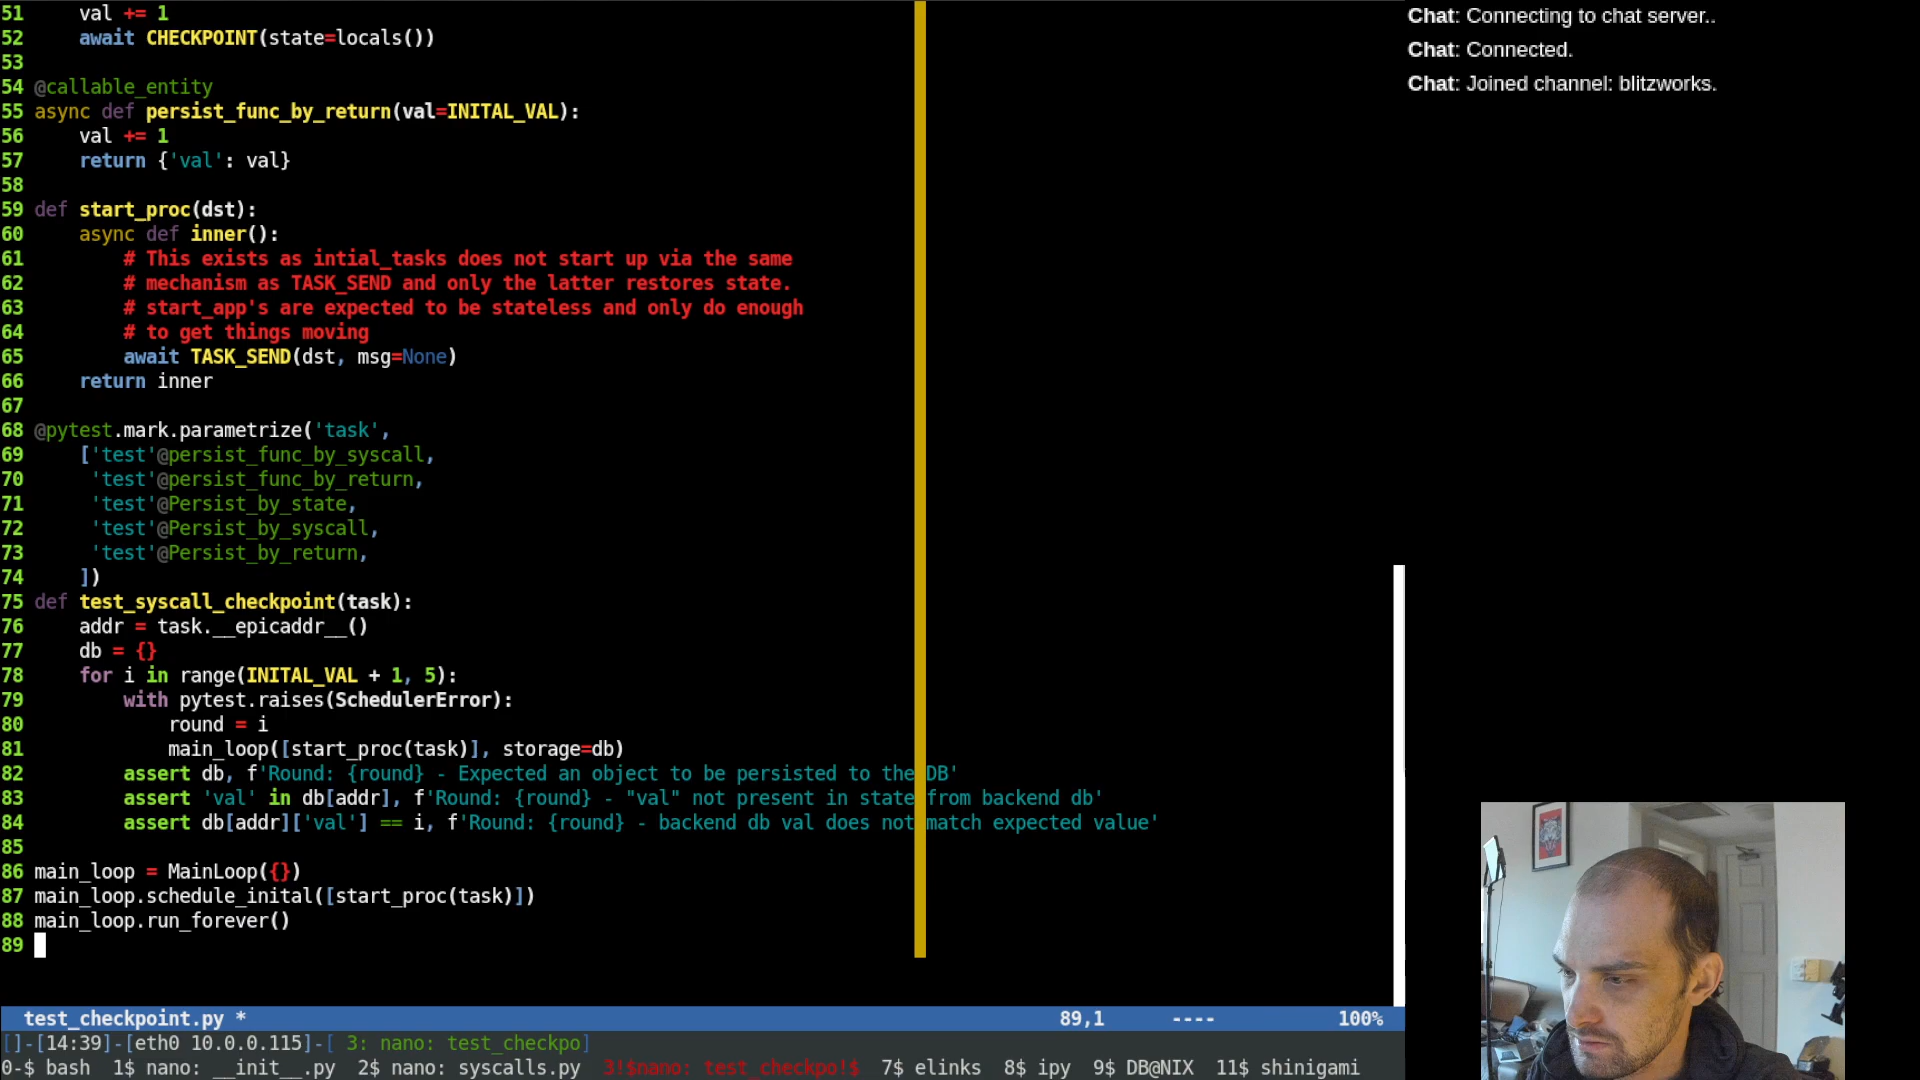 51     val += 1
52     await CHECKPOINT(state=locals())
53
54 @callable_entity
55 async def persist_func_by_return(val=INITAL_VAL):
56     val += 1
57     return {'val': val}
58
59 def start_proc(dst):
60     async def inner():
61         # This exists as intial_tasks does not start up via the same
62         # mechanism as TASK_SEND and only the latter restores state.
63         # start_app's are expected to be stateless and only do enough
64         # to get things moving
65         await TASK_SEND(dst, msg=None)
66     return inner
67
68 @pytest.mark.parametrize('task',
69     ['test'@persist_func_by_syscall,
70      'test'@persist_func_by_return,
71      'test'@Persist_by_state,
72      'test'@Persist_by_syscall,
73      'test'@Persist_by_return,
74     ])
75 def test_syscall_checkpoint(task):
76     addr = task.__epicaddr__()
77     db = {}
78     for i in range(INITAL_VAL + 1, 5):
79         with pytest.raises(SchedulerError):
80             round = i
81             main_loop([start_proc(task)], storage=db)
82         assert db, f'Round: {round} - Expected an object to be persisted to the DB'
83         assert 'val' in db[addr], f'Round: {round} - "val" not present in state from backend db'
84         assert db[addr]['val'] == i, f'Round: {round} - backend db val does not match expected value'
85
86 main_loop = MainLoop({})
87 main_loop.schedule_inital([start_proc(task)])
88 main_loop.run_forever()
89
test_checkpoint.py * 89,1 ---- 100%
[]-[14:39]-[eth0 10.0.0.115]-[ 3: nano: test_checkpo]
0-$ bash 1$ nano: __init__.py 2$ nano: syscalls.py 3!$nano: test_checkpo!$ 7$ elinks 8$ ipy 9$ DB@NIX 11$ shinigami
Chat: Connecting to chat server..
Chat: Connected.
Chat: Joined channel: blitzworks.